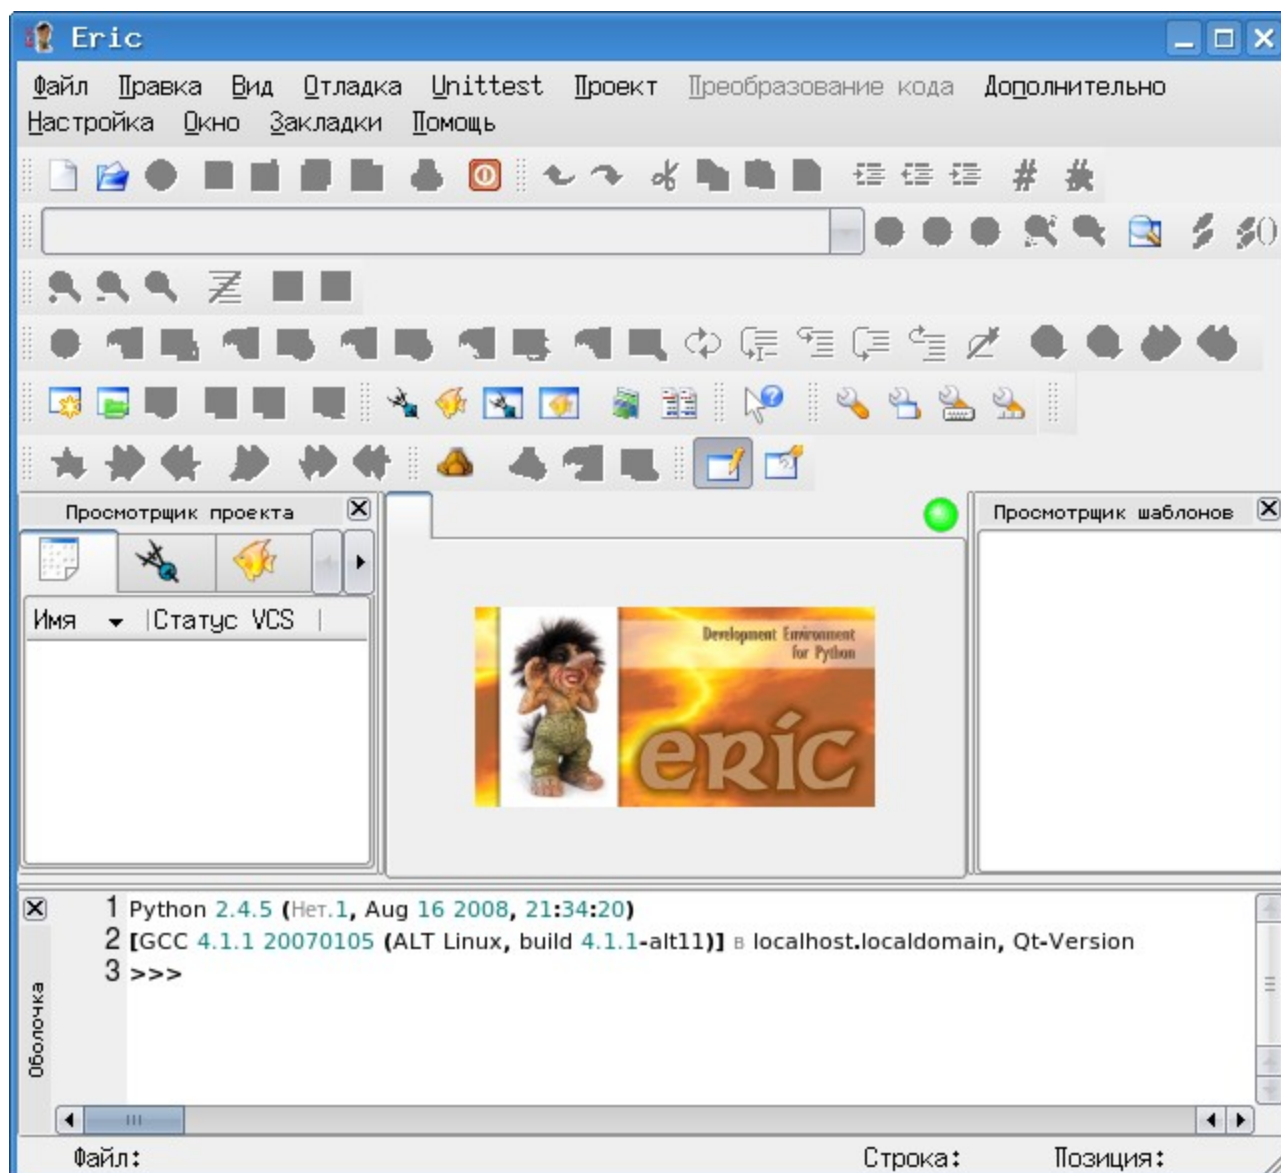 Eric
Файл Правка Вид Отладка Unittest Проект Преобразование кода Дополнительно
Настройка Окно Закладки Помощь
Просмотрщик проекта
Просмотрщик шаблонов
Имя Статус VCS
Development Environment
for Python
eric
1 Python 2.4.5 (Нет.1, Aug 16 2008, 21:34:20)
2 [GCC 4.1.1 20070105 (ALT Linux, build 4.1.1-alt11)] в localhost.localdomain, Qt-Version
3 >>>
Оболочка
Файл: Строка: Позиция: